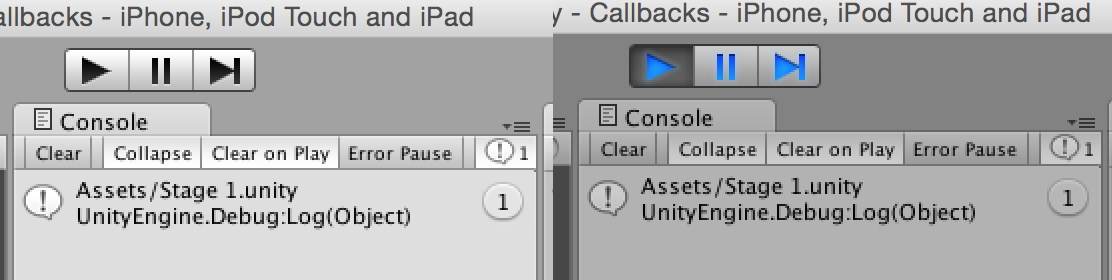 allbacks - iPhone, iPod Touch and iPad
Console
Clear Collapse Clear on Play Error Pause 1
Assets/Stage 1.unity
UnityEngine.Debug:Log(Object)
1
y - Callbacks - iPhone, iPod Touch and iPad
Console
Clear Collapse Clear on Play Error Pause 1
Assets/Stage 1.unity
UnityEngine.Debug:Log(Object)
1